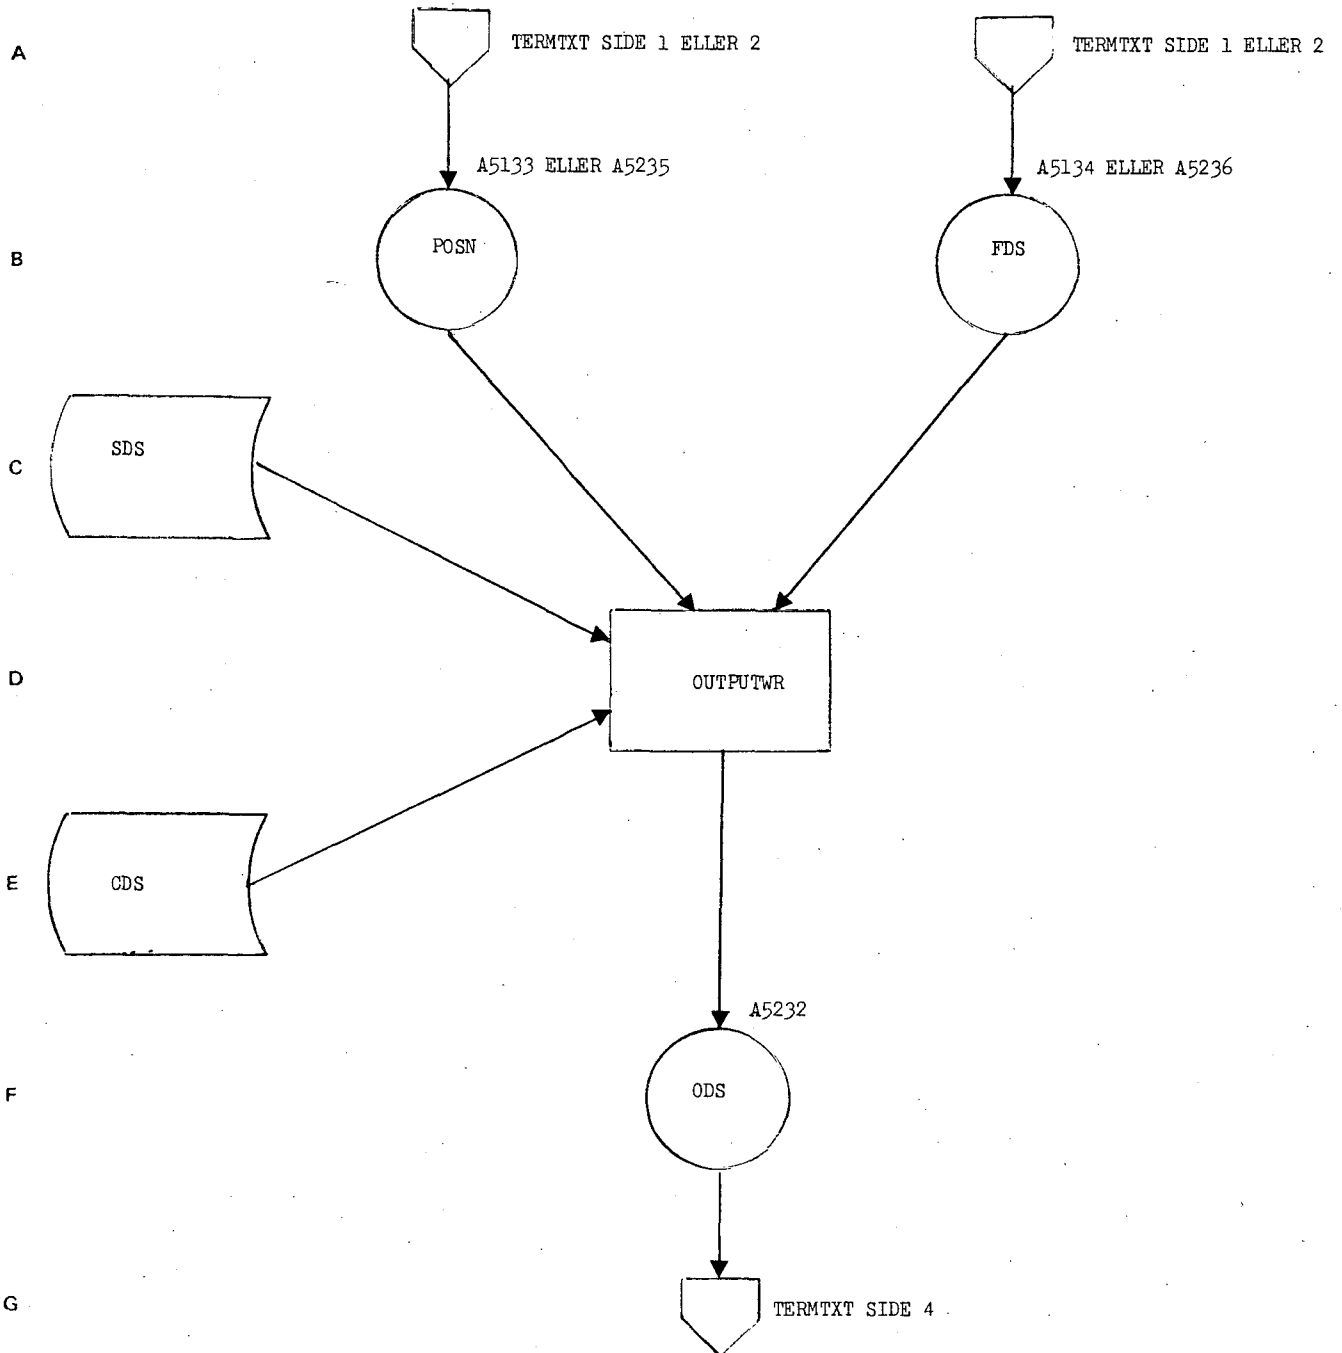 A
TERMTXT SIDE 1 ELLER 2
TERMTXT SIDE 1 ELLER 2
A5133 ELLER A5235
A5134 ELLER A5236
B
POSN
FDS
C
SDS
D
OUTPUTWR
E
CDS
A5232
F
ODS
G
TERMTXT SIDE 4